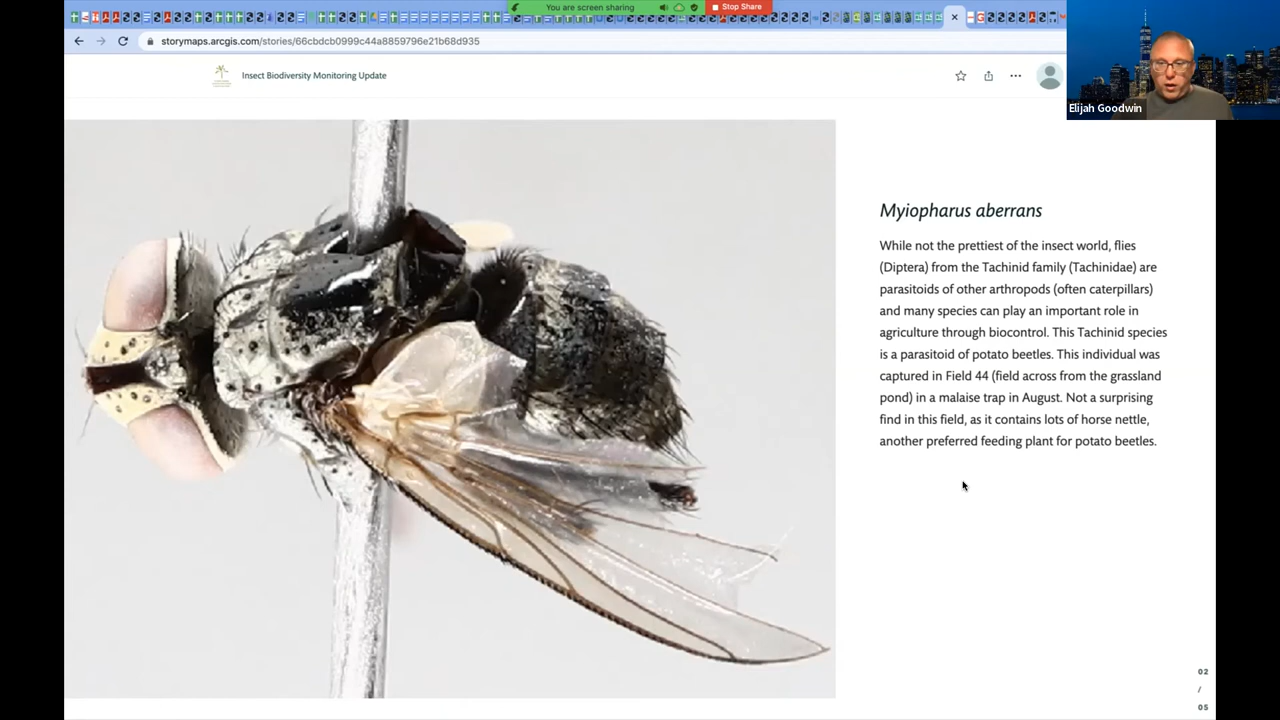 You are screen sharing
Stop Share
storymaps.arcgis.com/stories/66cbdcb0999c44a8859796e21b68d935
Insect Biodiversity Monitoring Update
Elijah Goodwin
Myiopharus aberrans
While not the prettiest of the insect world, flies
(Diptera) from the Tachinid family (Tachinidae) are
parasitoids of other arthropods (often caterpillars)
and many species can play an important role in
agriculture through biocontrol. This Tachinid species
is a parasitoid of potato beetles. This individual was
captured in Field 44 (field across from the grassland
pond) in a malaise trap in August. Not a surprising
find in this field, as it contains lots of horse nettle,
another preferred feeding plant for potato beetles.
02
/
05